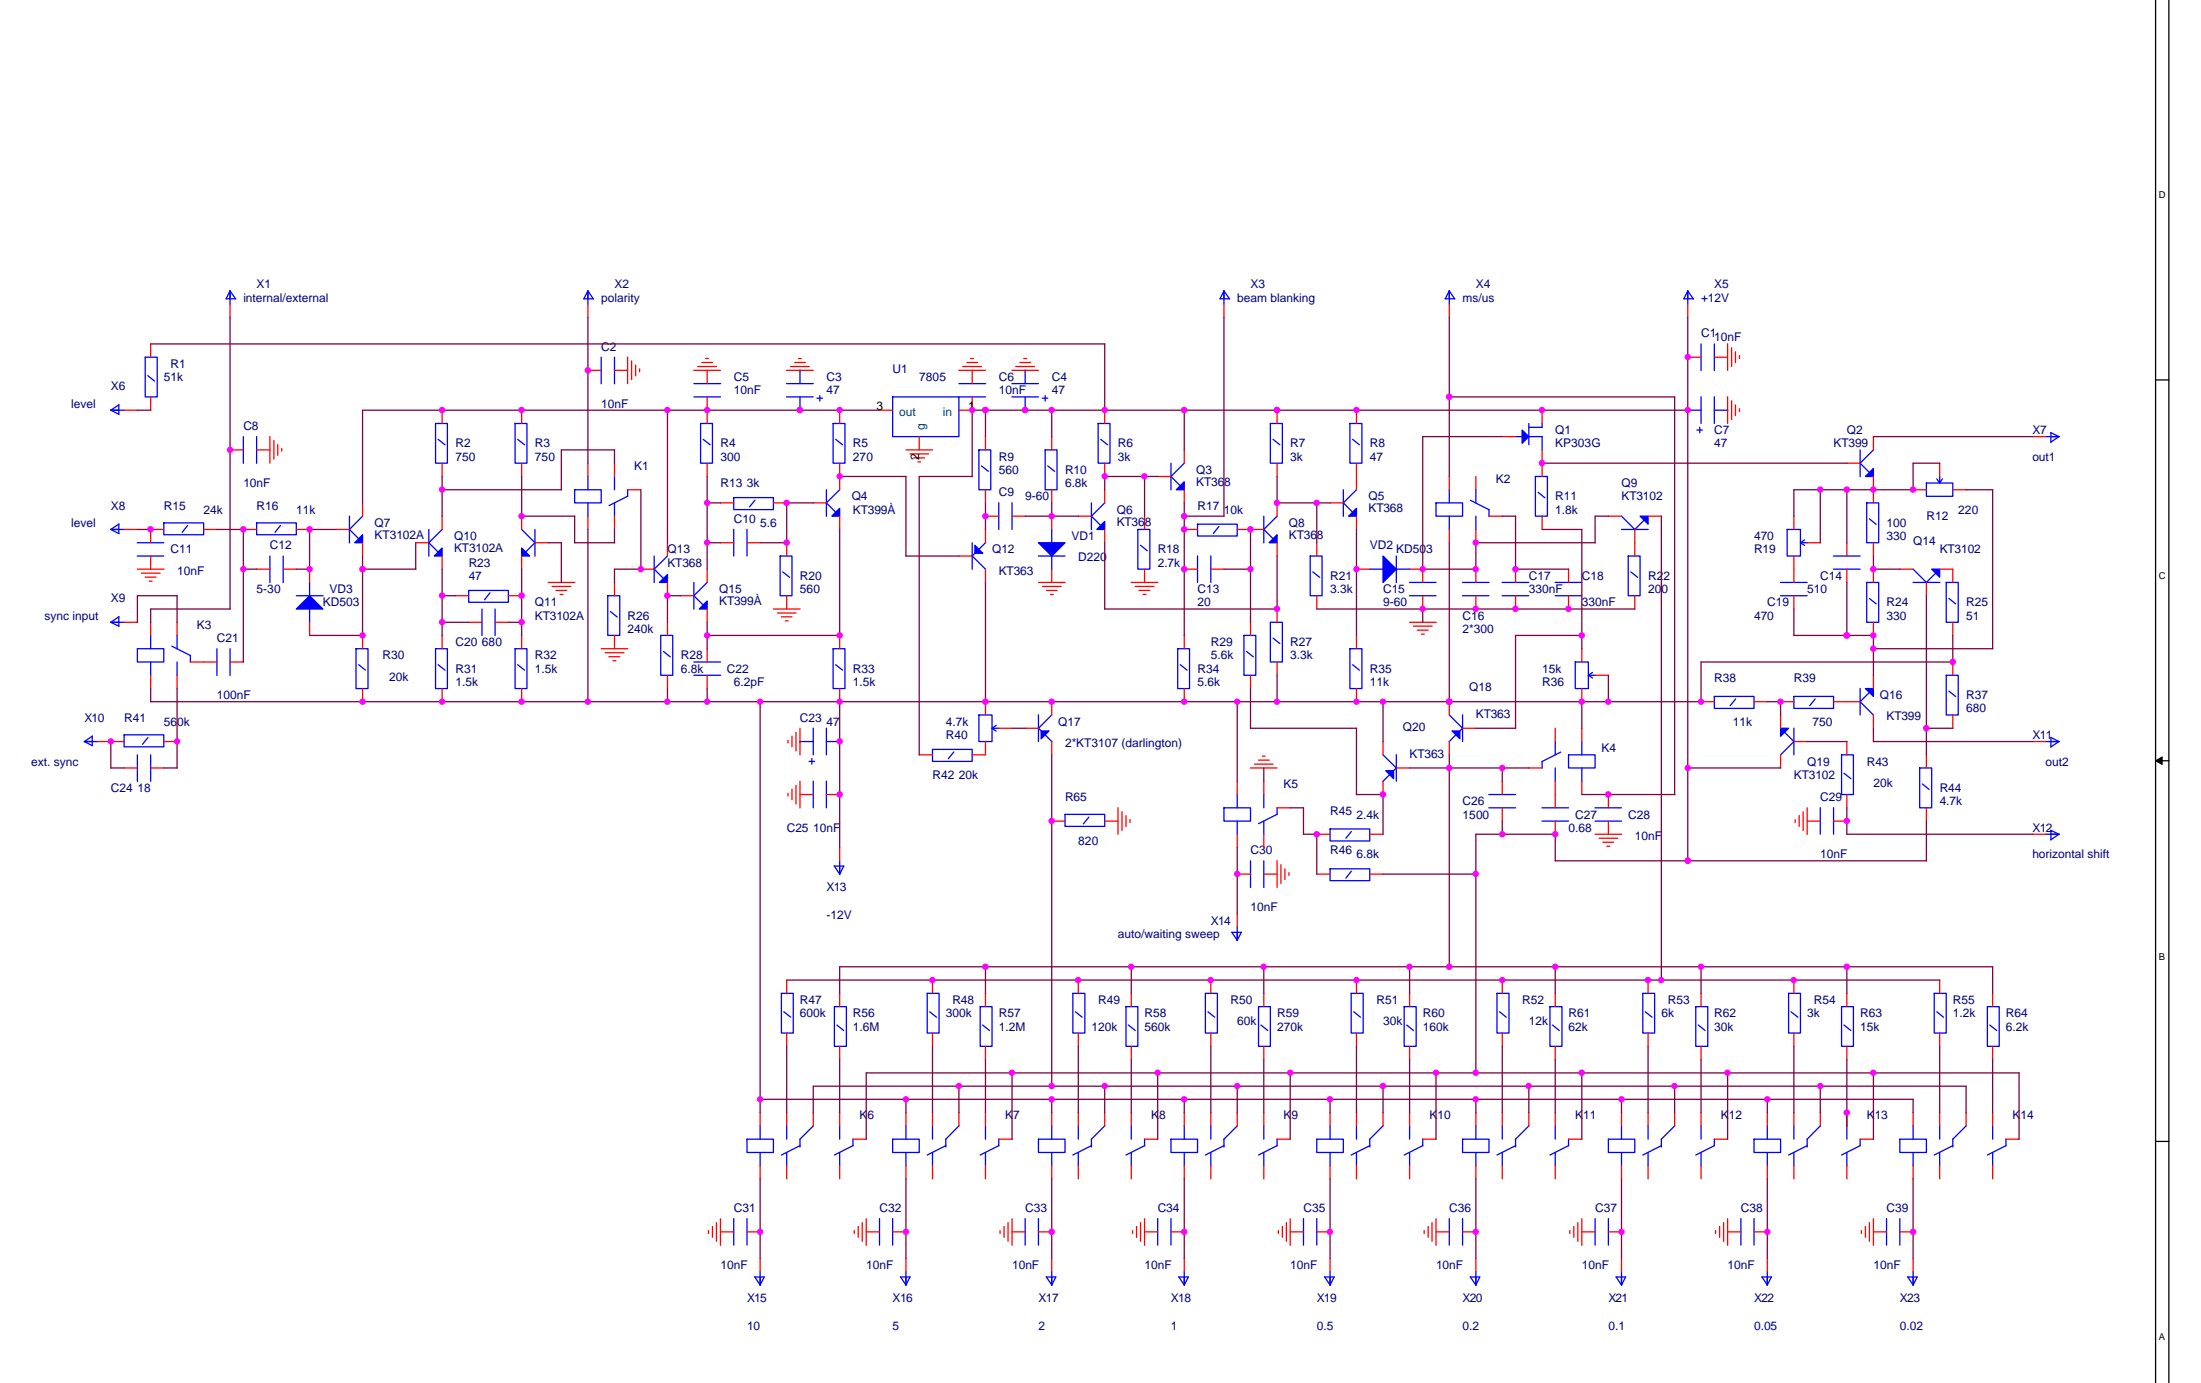 D
X1
internal/external
X2
polarity
X3
beam blanking
X4
ms/us
X5
+12V
R1
51k
X6
level
C2
10nF
C5
10nF
C3
47
+
U1
7805
3
out
in
1
g
2
C6
10nF
C4
47
+
C1
10nF
C7
47
+
C8
10nF
R2
750
R3
750
K1
R4
300
R5
270
R9
560
R10
6.8k
R6
3k
Q3
KT368
R7
3k
R8
47
Q1
KP303G
Q2
KT399
X7
out1
X8
level
R15
24k
R16
11k
Q7
KT3102A
Q10
KT3102A
R23
47
R13 3k
C10
5.6
Q4
KT399À
C9
9-60
Q6
KT368
VD1
D220
R17
10k
Q8
KT368
Q5
KT368
K2
R11
1.8k
Q9
KT3102
R12
220
470
R19
100
330
Q14
KT3102
C11
10nF
C12
5-30
VD3
KD503
Q13
KT368
Q15
KT399À
R20
560
Q12
KT363
R18
2.7k
C13
20
R21
3.3k
VD2
KD503
C15
9-60
C16
2*300
C17
330nF
C18
330nF
R22
200
C14
510
C19
470
R24
330
R25
51
C
X9
sync input
K3
C21
100nF
R30
20k
C20
680
Q11
KT3102A
R31
1.5k
R32
1.5k
R26
240k
R28
6.8k
C22
6.2pF
R33
1.5k
R34
5.6k
R29
5.6k
R27
3.3k
R35
11k
15k
R36
Q18
KT363
R38
11k
R39
750
Q16
KT399
R37
680
X10
ext. sync
R41
560k
C24
18
C23
47
+
C25
10nF
X13
-12V
4.7k
R40
R42
20k
Q17
2*KT3107 (darlington)
R65
820
K5
C30
10nF
X14
auto/waiting sweep
Q20
KT363
R45
2.4k
R46
6.8k
C26
1500
K4
C27
0.68
C28
10nF
Q19
KT3102
R43
20k
C29
10nF
R44
4.7k
X11
out2
X12
horizontal shift
B
R47
600k
R56
1.6M
R48
300k
R57
1.2M
R49
120k
R58
560k
R50
60k
R59
270k
R51
30k
R60
160k
R52
12k
R61
62k
R53
6k
R62
30k
R54
3k
R63
15k
R55
1.2k
R64
6.2k
K6
K7
K8
K9
K10
K11
K12
K13
K14
C31
C32
C33
C34
C35
C36
C37
C38
C39
10nF
10nF
10nF
10nF
10nF
10nF
10nF
10nF
10nF
X15
X16
X17
X18
X19
X20
X21
X22
X23
10
5
2
1
0.5
0.2
0.1
0.05
0.02
A